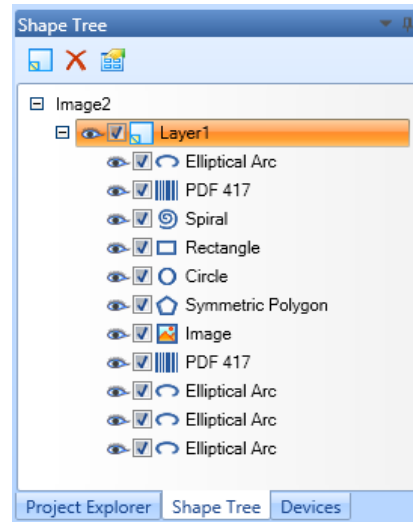 Shape Tree
Image2
Layer1
Elliptical Arc
PDF 417
Spiral
Rectangle
Circle
Symmetric Polygon
Image
PDF 417
Elliptical Arc
Elliptical Arc
Elliptical Arc
Project Explorer Shape Tree Devices